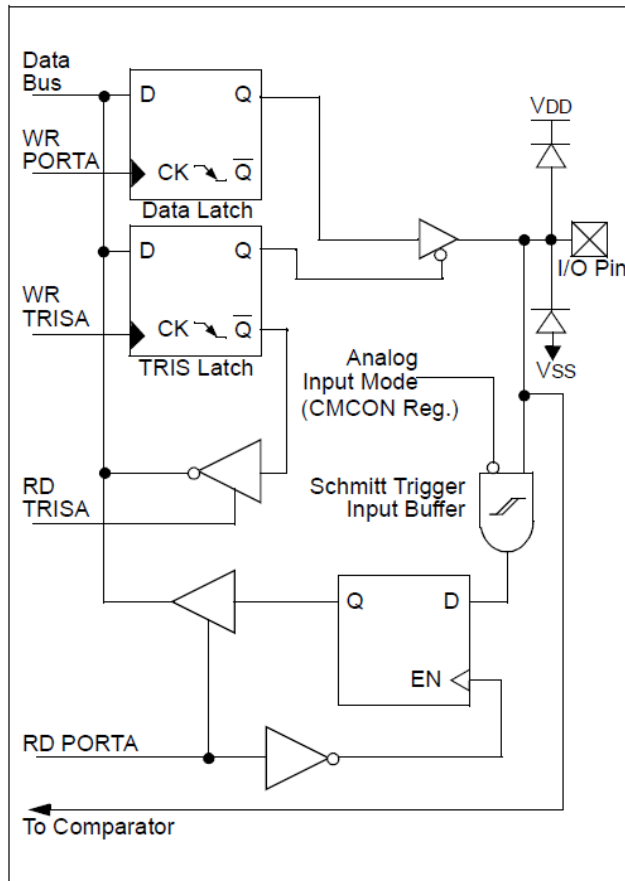 Data
Bus
D Q
VDD
WR
PORTA
CK Q
Data Latch
D Q
I/O Pin
WR
TRISA
CK Q
TRIS Latch
VSS
Analog
Input Mode
(CMCON Reg.)
RD
TRISA
Schmitt Trigger
Input Buffer
Q D
EN
RD PORTA
To Comparator